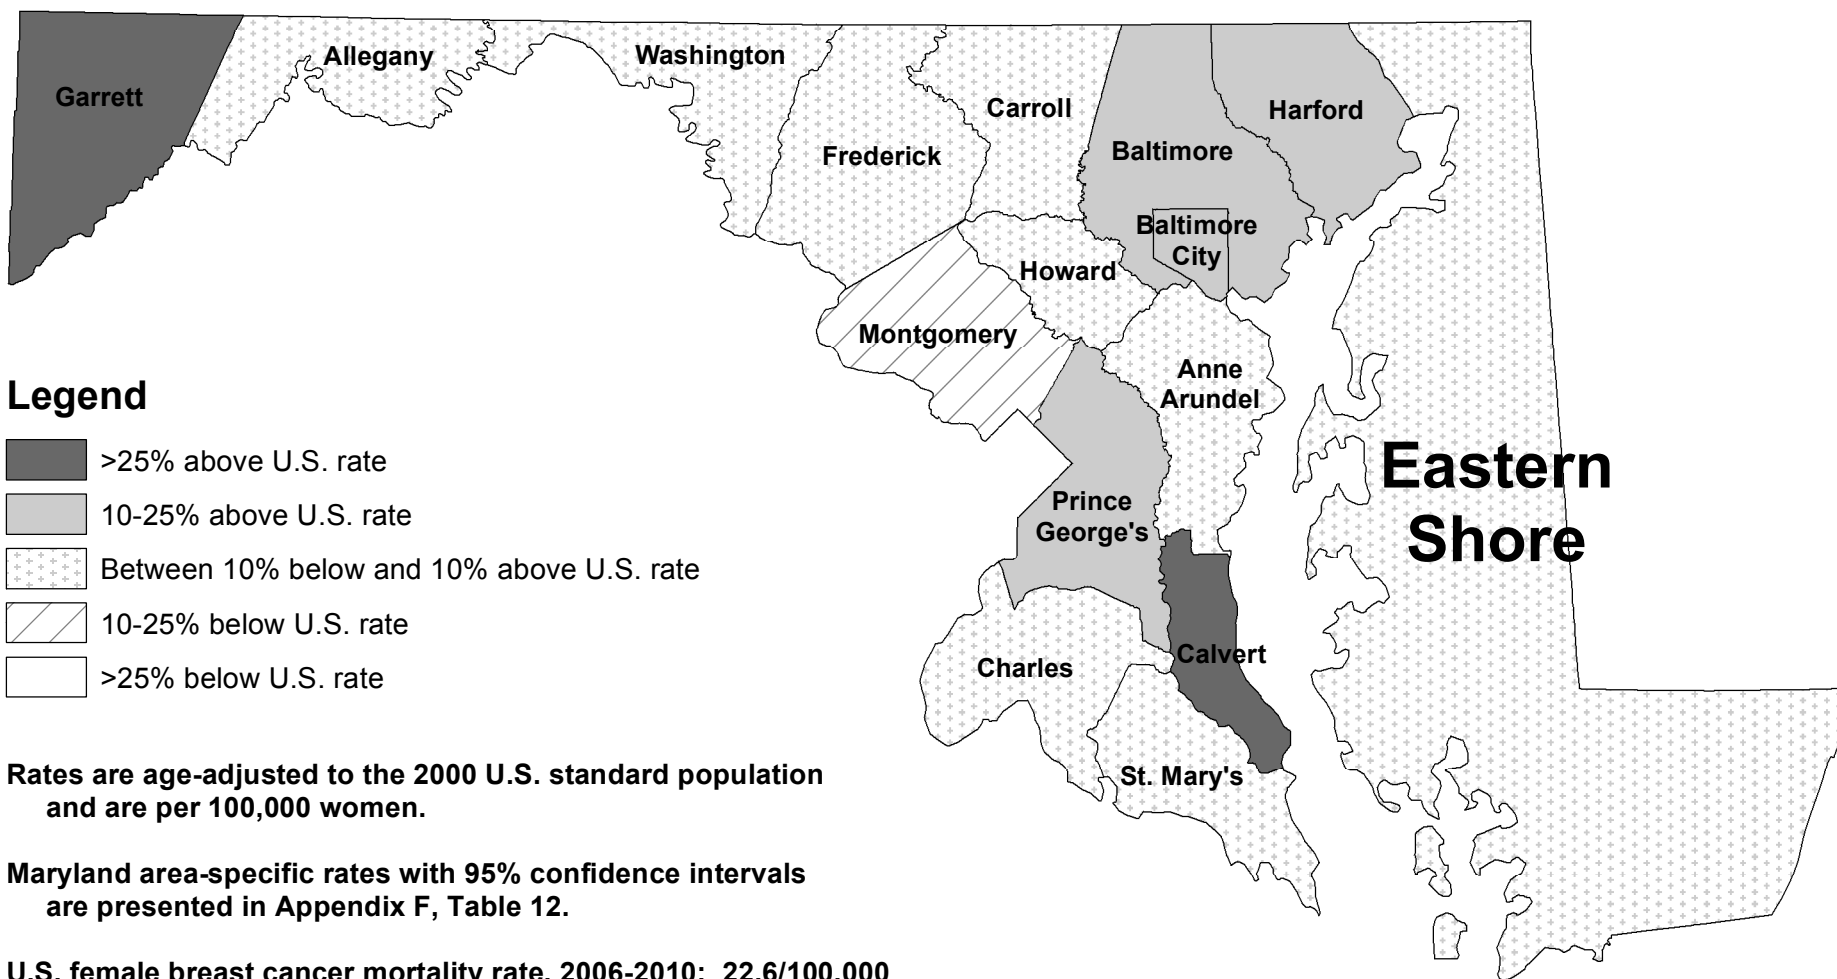 Garrett
Allegany
Washington
Frederick
Carroll
Baltimore
Harford
Baltimore
City
Howard
Montgomery
Anne
Arundel
Prince
George's
Calvert
Charles
St. Mary's
Eastern
Shore
Legend
>25% above U.S. rate
10-25% above U.S. rate
Between 10% below and 10% above U.S. rate
10-25% below U.S. rate
>25% below U.S. rate
Rates are age-adjusted to the 2000 U.S. standard population
and are per 100,000 women.
Maryland area-specific rates with 95% confidence intervals
are presented in Appendix F, Table 12.
U.S. female breast cancer mortality rate, 2006-2010: 22.6/100,000